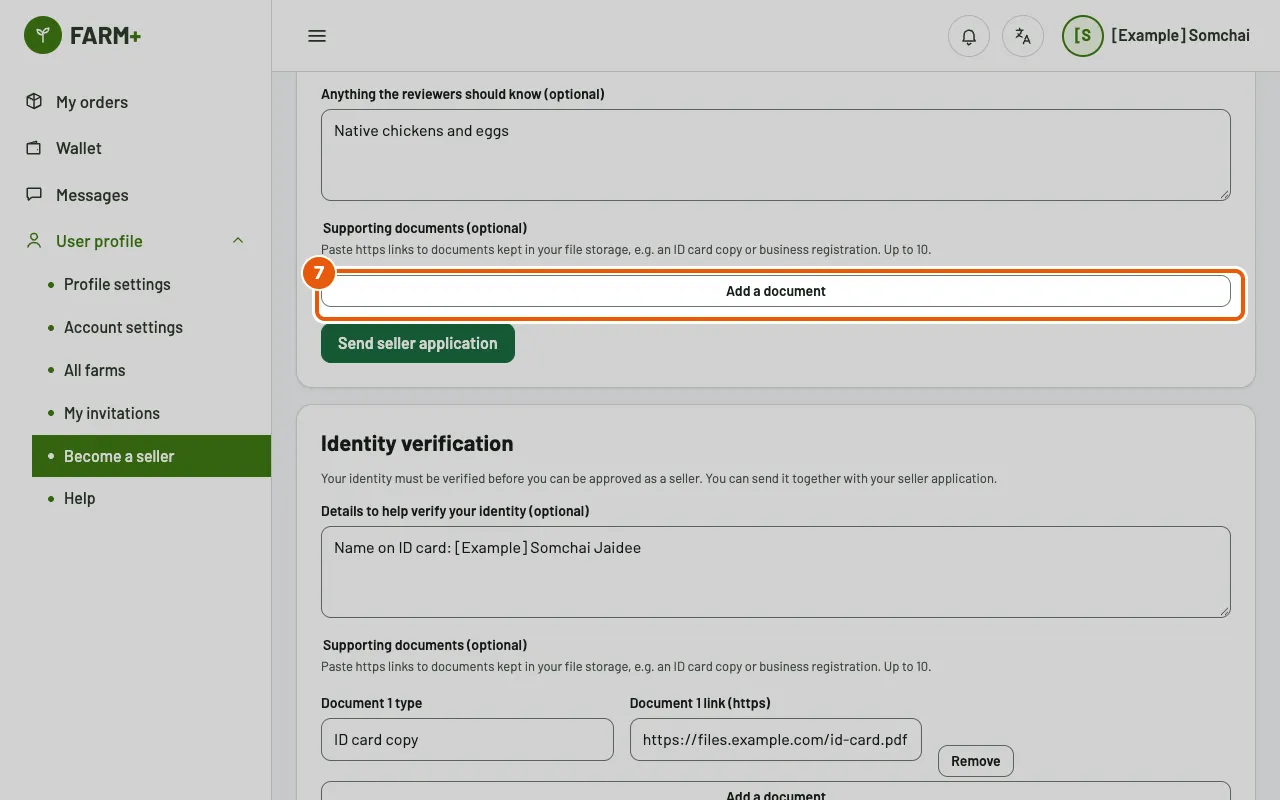 FARM+
[S
[Example] Somchai
My orders
Wallet
Messages
User profile
Profile settings
Account settings
All farms
My invitations
Become a seller
Help
Anything the reviewers should know (optional)
Native chickens and eggs
Supporting documents (optional)
Paste https links to documents kept in your file storage, e.g. an ID card copy or business registration. Up to 10.
7
Add a document
Send seller application
Identity verification
Your identity must be verified before you can be approved as a seller. You can send it together with your seller application.
Details to help verify your identity (optional)
Name on ID card: [Example] Somchai Jaidee
Supporting documents (optional)
Paste https links to documents kept in your file storage, e.g. an ID card copy or business registration. Up to 10.
Document 1 type
Document 1 link (https)
ID card copy
https://files.example.com/id-card.pdf
Remove
Add a document